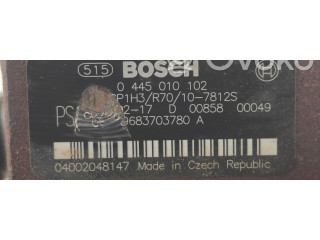 515 BOSCH
0 445 010 102
CP1H3/R70/10-7812S
PSA 02-17 D 00858 00049
9683703780 A
04002048147 Made in Czech Republic